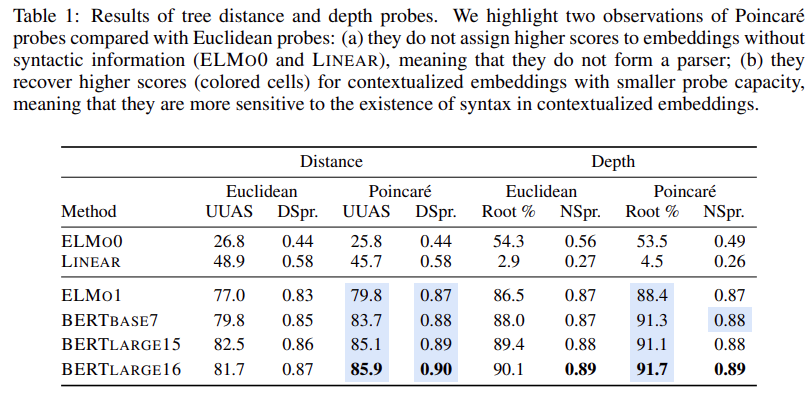 Table 1: Results of tree distance and depth probes. We highlight two observations of Poincaré
probes compared with Euclidean probes: (a) they do not assign higher scores to embeddings without
syntactic information (ELMO0 and LINEAR), meaning that they do not form a parser; (b) they
recover higher scores (colored cells) for contextualized embeddings with smaller probe capacity,
meaning that they are more sensitive to the existence of syntax in contextualized embeddings.
Distance Depth
Euclidean Poincaré Euclidean Poincaré
Method UUAS DSpr. UUAS DSpr. Root % NSpr. Root % NSpr.
ELMO0 26.8 0.44 25.8 0.44 54.3 0.56 53.5 0.49
LINEAR 48.9 0.58 45.7 0.58 2.9 0.27 4.5 0.26
ELMO1 77.0 0.83 79.8 0.87 86.5 0.87 88.4 0.87
BERTBASE7 79.8 0.85 83.7 0.88 88.0 0.87 91.3 0.88
BERTLARGE15 82.5 0.86 85.1 0.89 89.4 0.88 91.1 0.88
BERTLARGE16 81.7 0.87 85.9 0.90 90.1 0.89 91.7 0.89